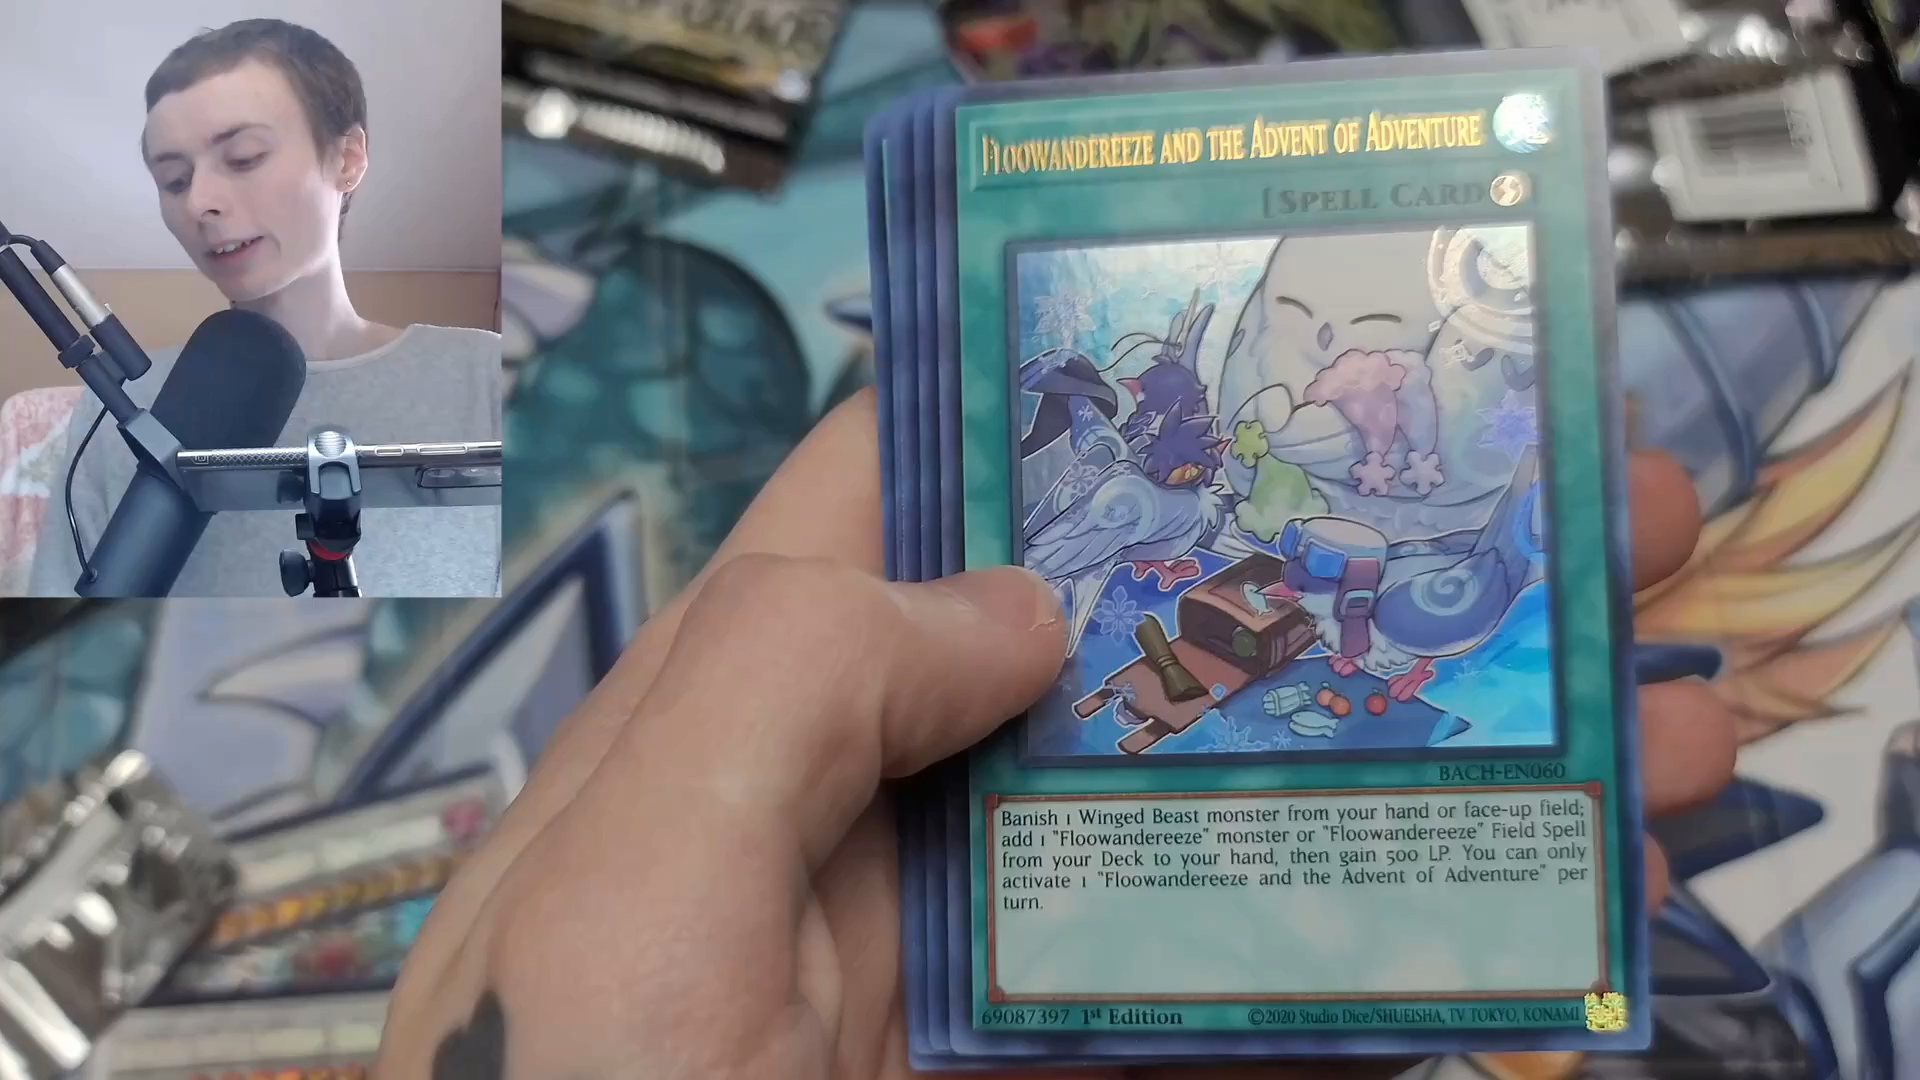 FLOOWANDEREEZE AND THE ADVENT OF ADVENTURE
[SPELL CARD
BACH-EN060
Banish 1 Winged Beast monster from your hand or face-up field;
add 1 "Floowandereeze" monster or "Floowandereeze" Field Spell
from your Deck to your hand, then gain 500 LP. You can only
activate 1 "Floowandereeze and the Advent of Adventure" per
turn.
69087397 1st Edition ©2020 Studio Dice/SHUEISHA, TV TOKYO, KONAMI